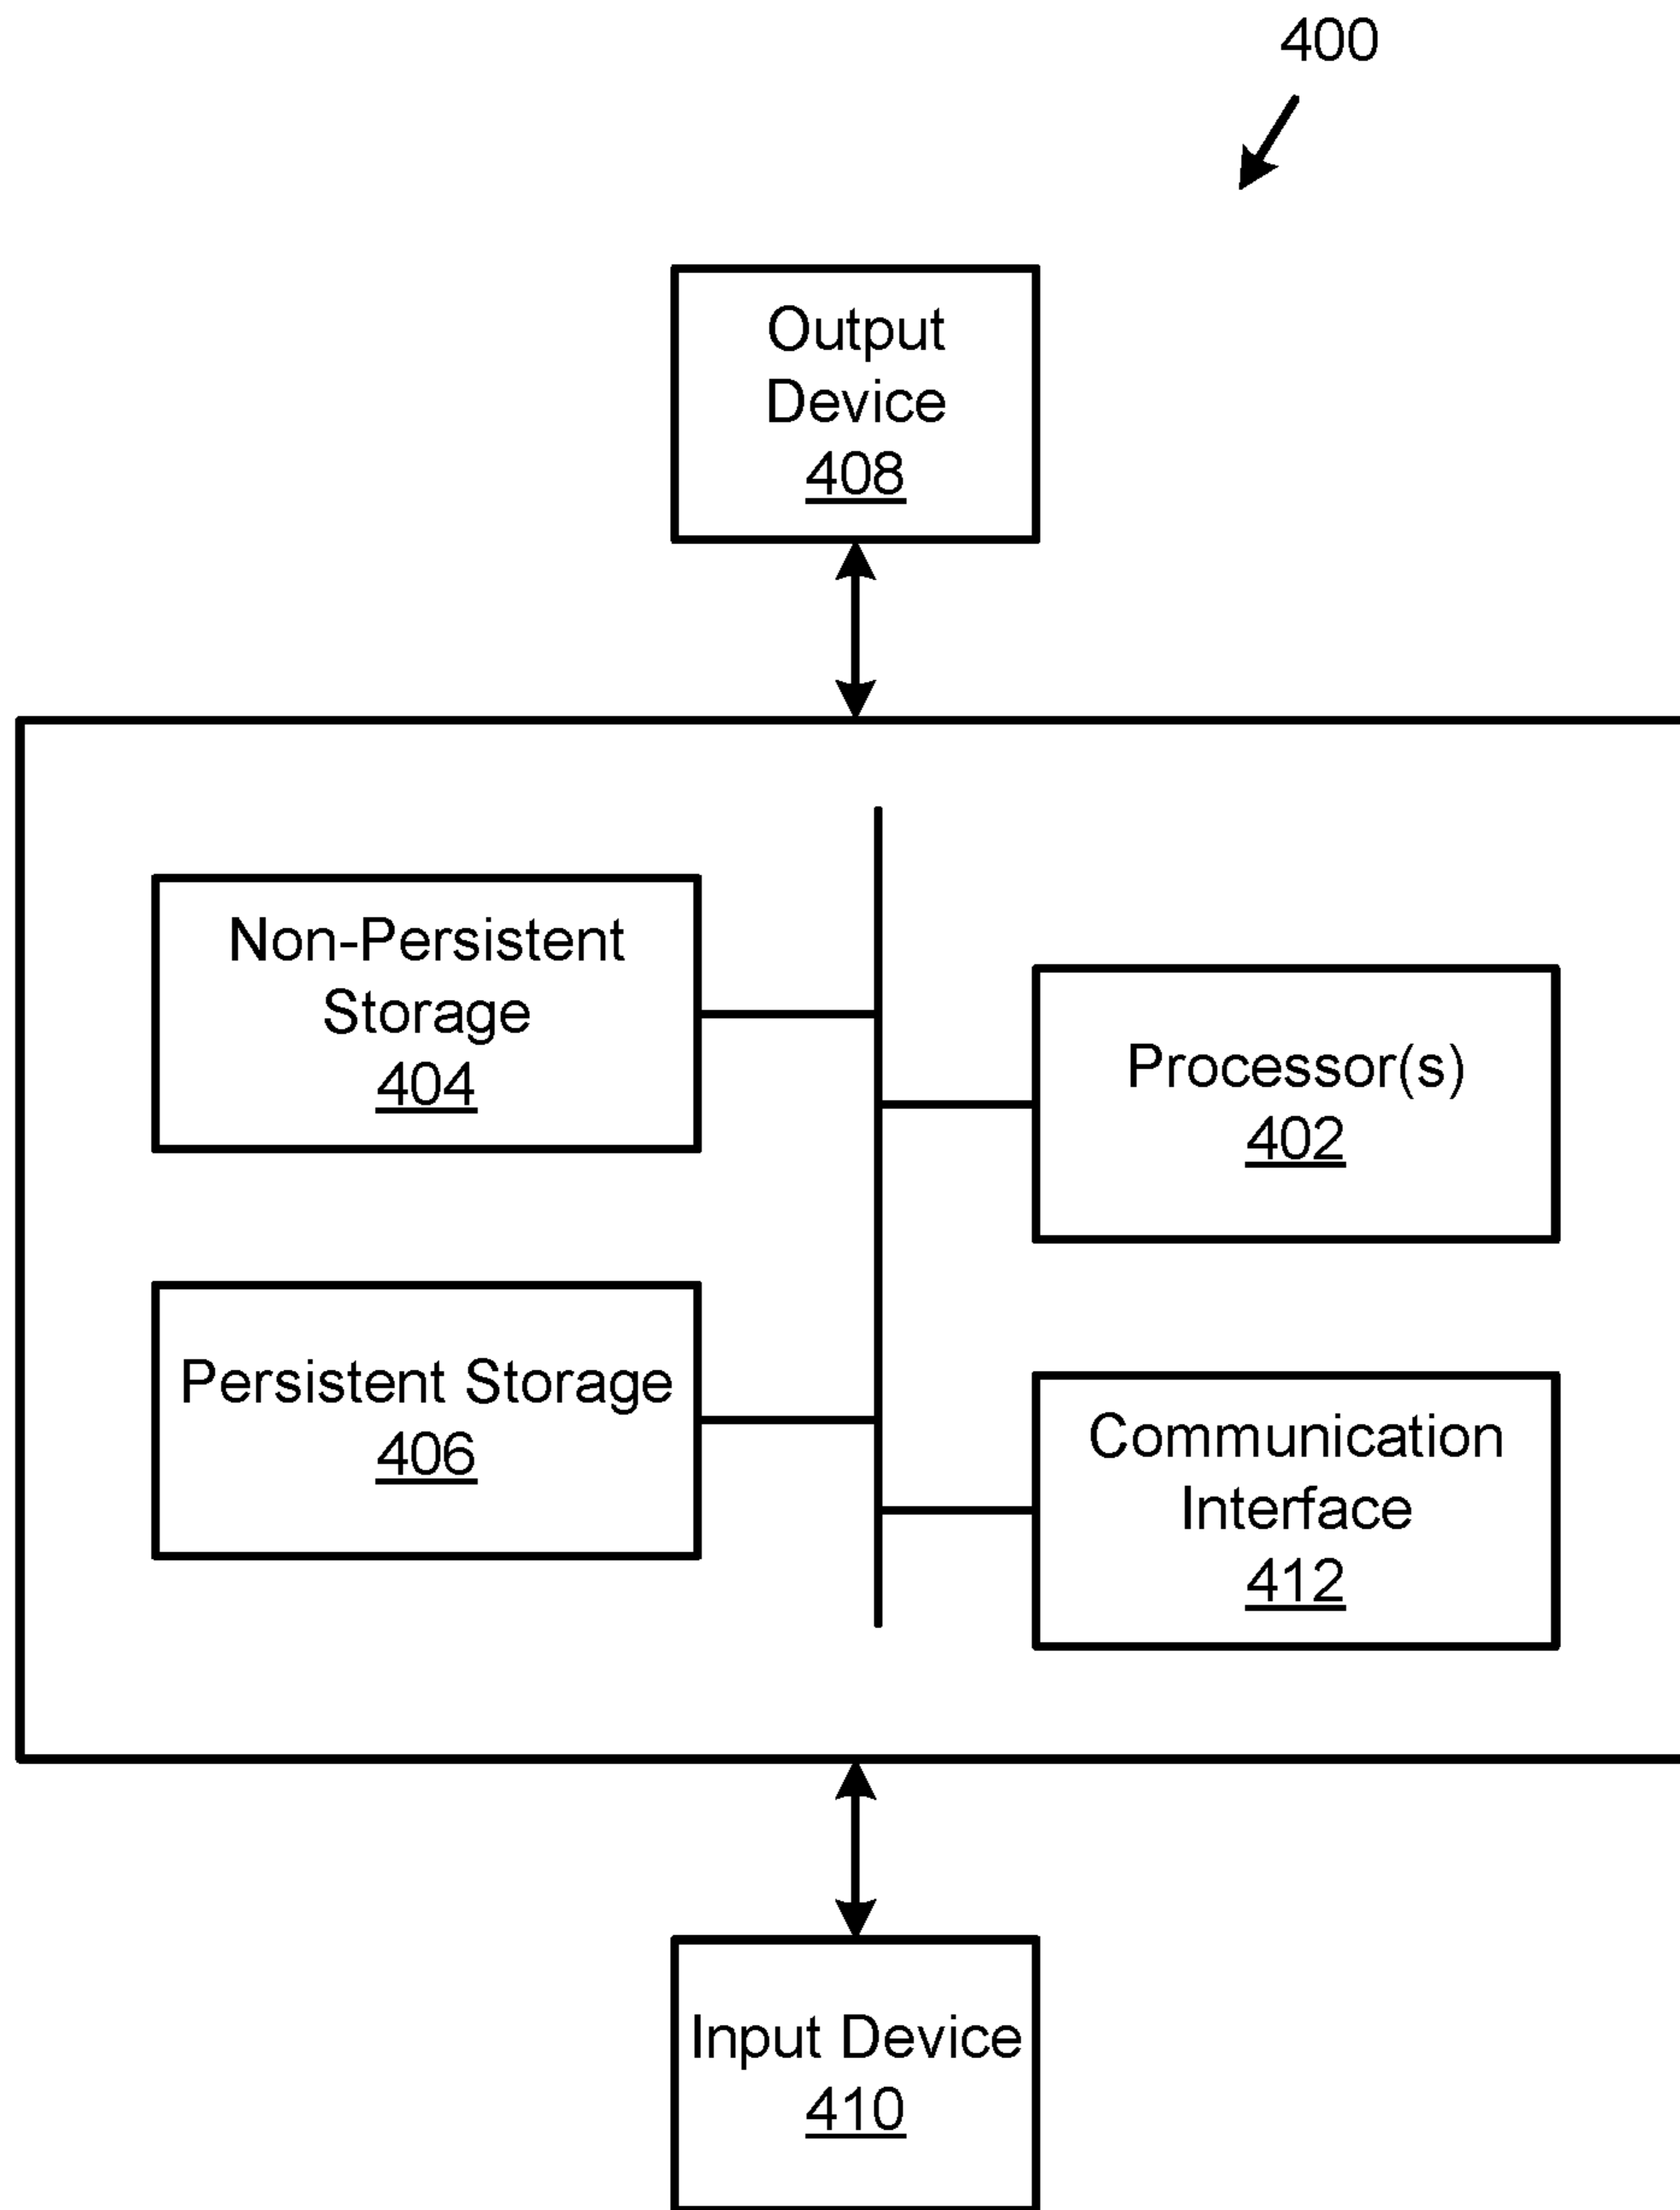 400
Output
Device
408
Non-Persistent
Storage
404
Processor(s)
402
Persistent Storage
406
Communication
Interface
412
Input Device
410